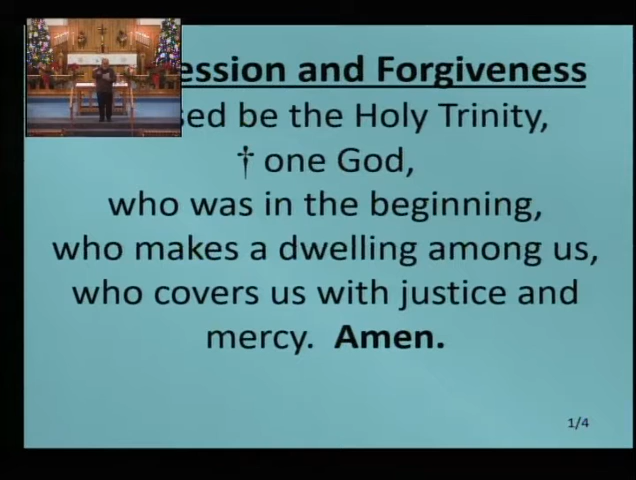 ession and Forgiveness
sed be the Holy Trinity,
† one God,
who was in the beginning,
who makes a dwelling among us,
who covers us with justice and
mercy. Amen.
1/4